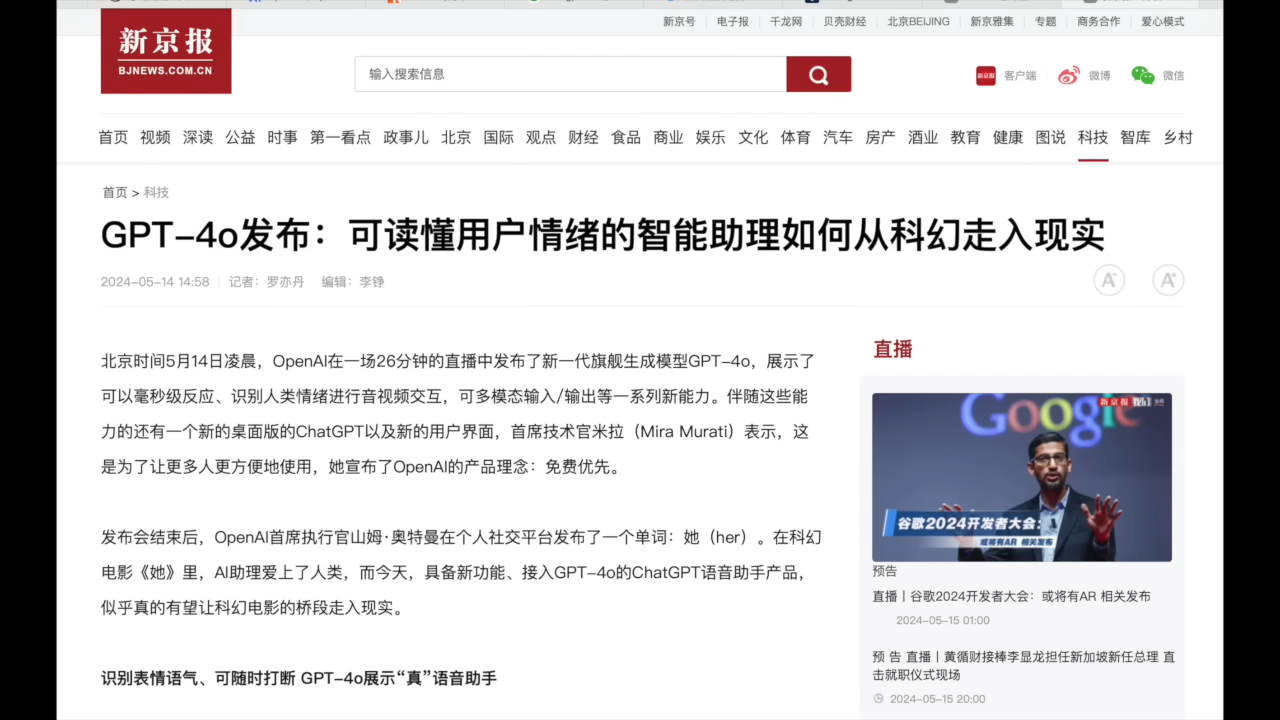 新京号 电子报 千龙网 贝壳财经 北京BEIJING 新京雅集 专题 商务合作 爱心模式
新京报
BJNEWS.COM.CN
输入搜索信息
新京报 客户端 微博 微信
首页 视频 深读 公益 时事 第一看点 政事儿 北京 国际 观点 财经 食品 商业 娱乐 文化 体育 汽车 房产 酒业 教育 健康 图说 科技 智库 乡村
首页 > 科技
GPT-4o发布：可读懂用户情绪的智能助理如何从科幻走入现实
2024-05-14 14:58 记者：罗亦丹 编辑：李铮
A- A+
北京时间5月14日凌晨，OpenAI在一场26分钟的直播中发布了新一代旗舰生成模型GPT-4o，展示了
可以毫秒级反应、识别人类情绪进行音视频交互，可多模态输入/输出等一系列新能力。伴随这些能
力的还有一个新的桌面版的ChatGPT以及新的用户界面，首席技术官米拉（Mira Murati）表示，这
是为了让更多人更方便地使用，她宣布了OpenAI的产品理念：免费优先。
发布会结束后，OpenAI首席执行官山姆·奥特曼在个人社交平台发布了一个单词：她（her）。在科幻
电影《她》里，AI助理爱上了人类，而今天，具备新功能、接入GPT-4o的ChatGPT语音助手产品，
似乎真的有望让科幻电影的桥段走入现实。
识别表情语气、可随时打断 GPT-4o展示“真”语音助手
直播
Google
新京报 我们
谷歌2024开发者大会：
或将有AR 相关发布
预告
直播丨谷歌2024开发者大会：或将有AR 相关发布
2024-05-15 01:00
预 告 直播丨黄循财接棒李显龙担任新加坡新任总理 直
击就职仪式现场
2024-05-15 20:00